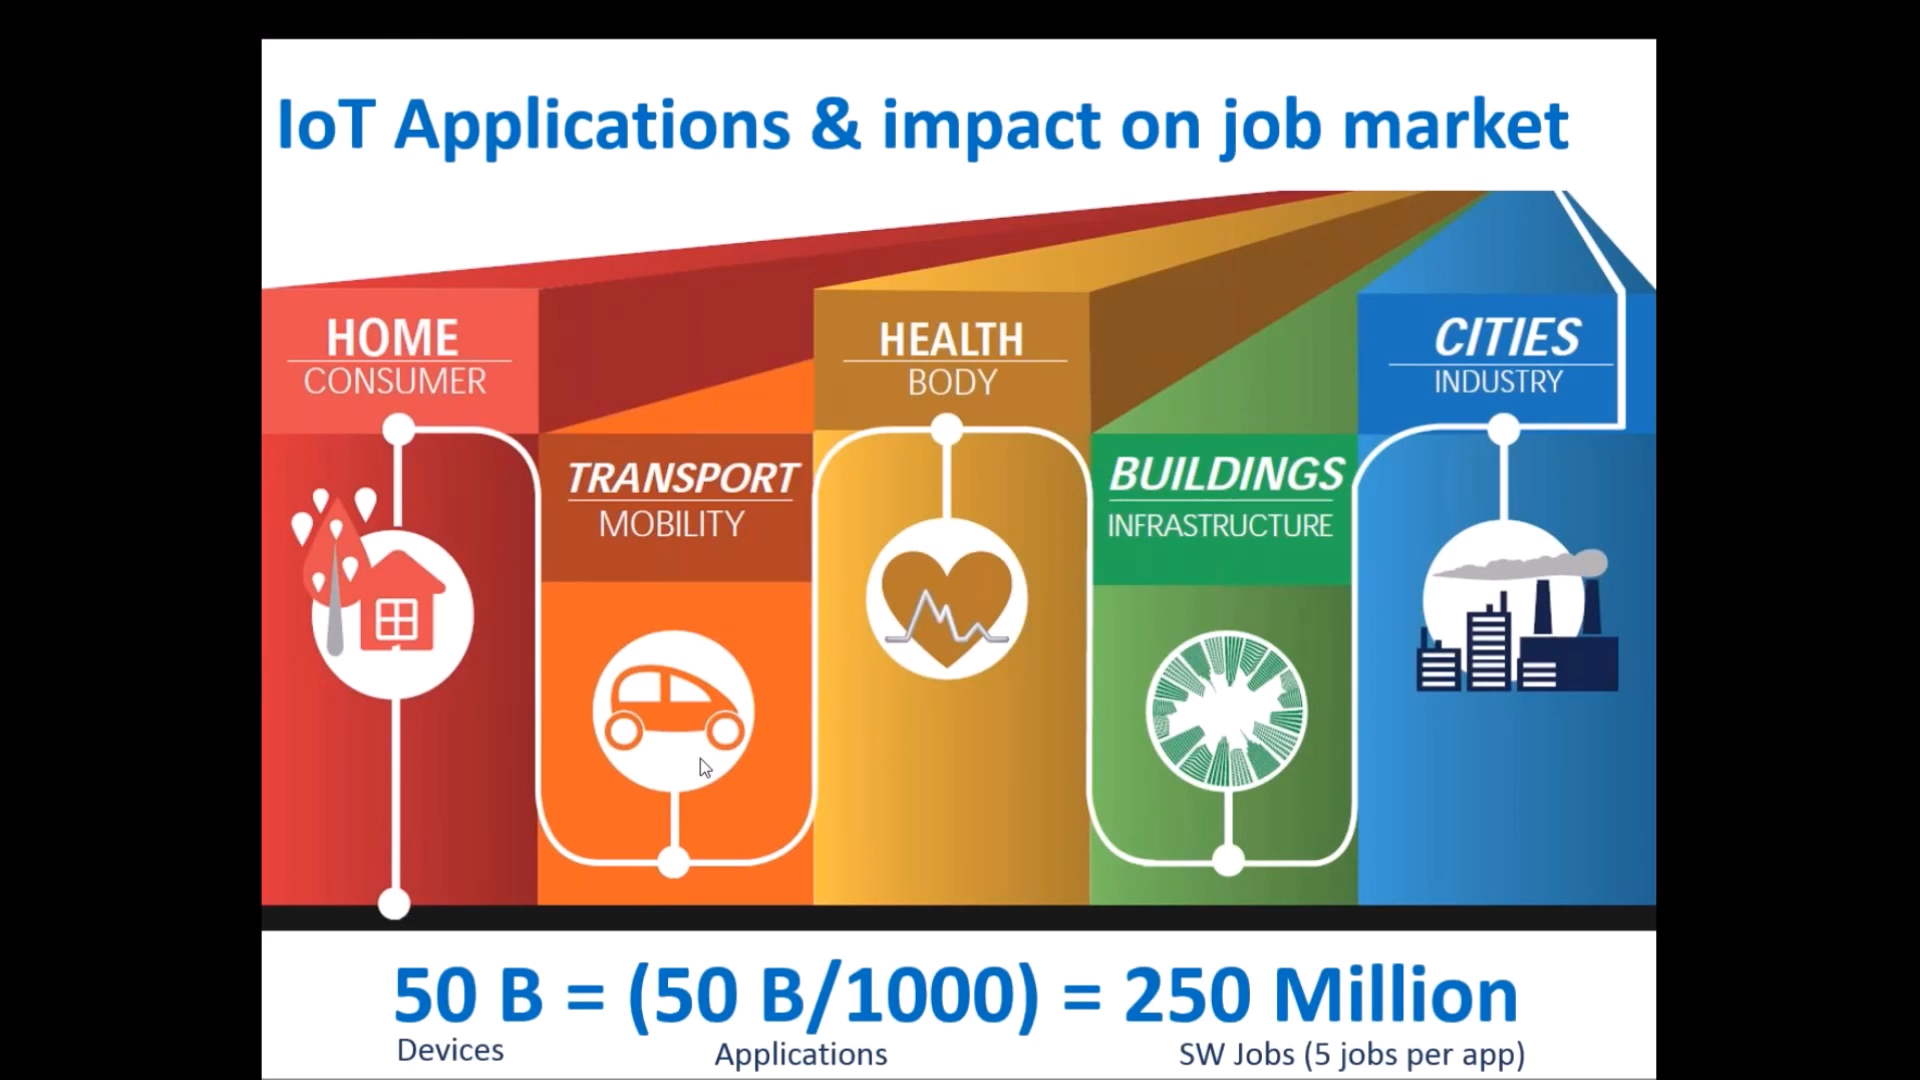 IoT Applications & impact on job market
HOME
CONSUMER
TRANSPORT
MOBILITY
HEALTH
BODY
BUILDINGS
INFRASTRUCTURE
CITIES
INDUSTRY
50 B = (50 B/1000) = 250 Million
Devices Applications SW Jobs (5 jobs per app)